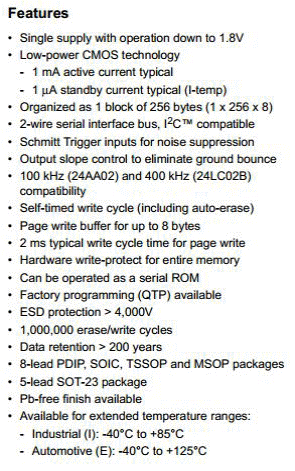 Features
• Single supply with operation down to 1.8V
• Low-power CMOS technology
- 1 mA active current typical
- 1 μA standby current typical (I-temp)
• Organized as 1 block of 256 bytes (1 x 256 x 8)
• 2-wire serial interface bus, I²C™ compatible
• Schmitt Trigger inputs for noise suppression
• Output slope control to eliminate ground bounce
• 100 kHz (24AA02) and 400 kHz (24LC02B)
compatibility
• Self-timed write cycle (including auto-erase)
• Page write buffer for up to 8 bytes
• 2 ms typical write cycle time for page write
• Hardware write-protect for entire memory
• Can be operated as a serial ROM
• Factory programming (QTP) available
• ESD protection > 4,000V
• 1,000,000 erase/write cycles
• Data retention > 200 years
• 8-lead PDIP, SOIC, TSSOP and MSOP packages
• 5-lead SOT-23 package
• Pb-free finish available
• Available for extended temperature ranges:
- Industrial (I): -40°C to +85°C
- Automotive (E): -40°C to +125°C